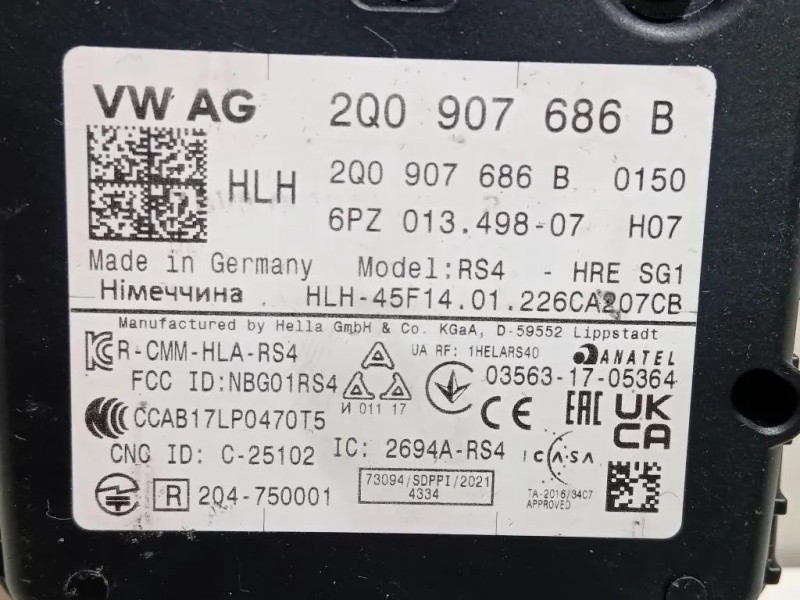 VW AG 2Q0 907 686 B
HLH 2Q0 907 686 B 0150
6PZ 013.498-07 H07
Made in Germany Model:RS4 - HRE SG1
Німеччина HLH-45F14.01.226CA207CB
Manufactured by Hella GmbH & Co. KGaA, D-59552 Lippstadt
R-CMM-HLA-RS4 UA RF: 1HELARS40 ANATEL
FCC ID:NBG01RS4 03563-17-05364
И 011 17
CCAB17LP0470T5 CE EAC UK
CA
CNC ID: C-25102 IC: 2694A-RS4 ICASA
R 204-750001 73094/SDPPI/2021
4334
TA-2016/3407
APPROVED